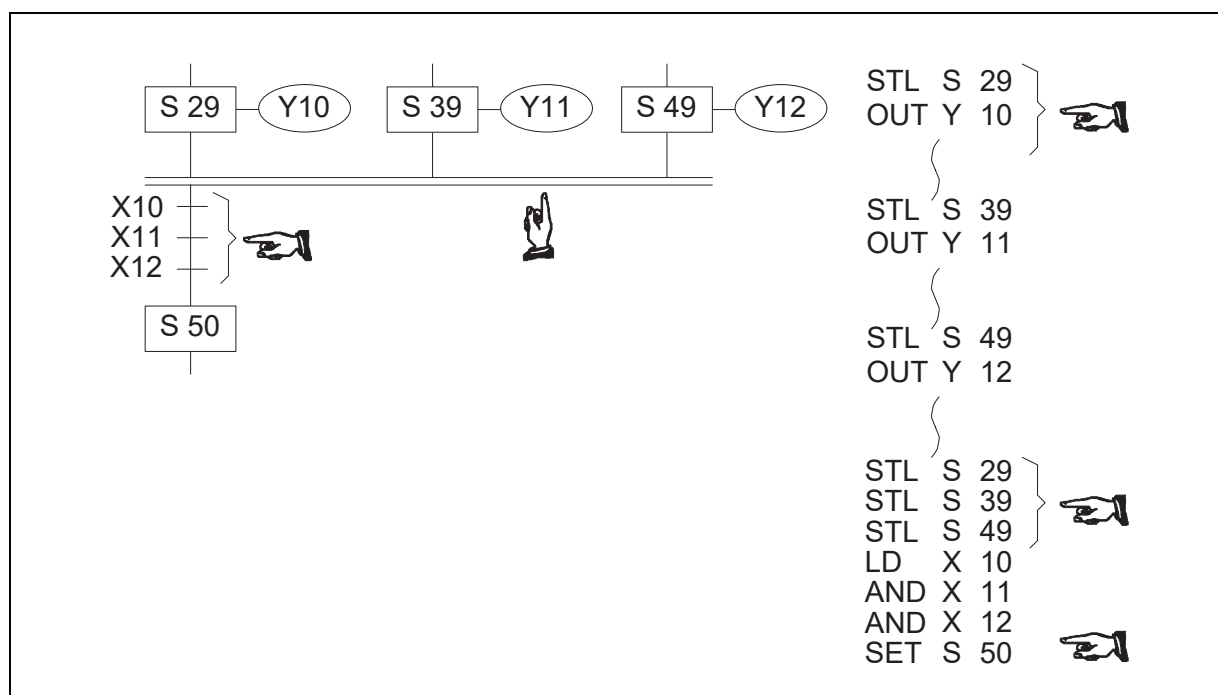 S 29 Y10 S 39 Y11 S 49 Y12
X10
X11
X12
S 50
STL S 29
OUT Y 10
STL S 39
OUT Y 11
STL S 49
OUT Y 12
STL S 29
STL S 39
STL S 49
LD X 10
AND X 11
AND X 12
SET S 50